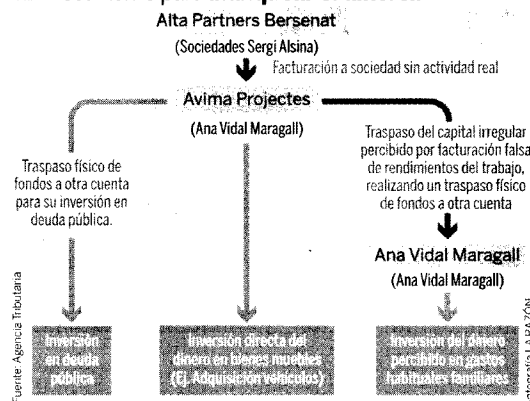 Alta Partners Bersenat
(Sociedades Sergi Alsina)
Facturación a sociedad sin actividad real
Avima Projectes
(Ana Vidal Maragall)
Traspaso físico de
fondos a otra cuenta
para su inversión en
deuda pública.
Traspaso del capital irregular
percibido por facturación falsa
de rendimientos del trabajo,
realizando un traspaso físico
de fondos a otra cuenta
Ana Vidal Maragall
(Ana Vidal Maragall)
Inversión
en deuda
pública
Inversión directa del
dinero en bienes muebles
(Ej. Adquisición vehículos)
Inversión del dinero
percibido en gastos
habituales familiares
Fuente: Agencia Tributaria
LA RAZÓN